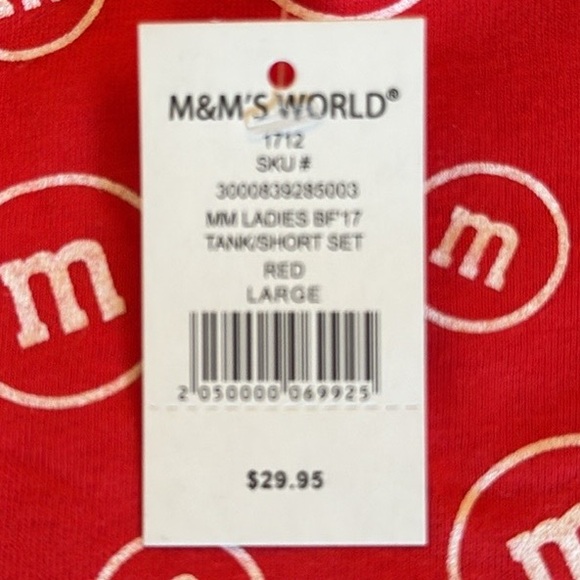 M&M'S WORLD®
1712
SKU #
3000839285003
MM LADIES BF'17
TANK/SHORT SET
RED
LARGE
2 050000 069925
$29.95
m
m
m